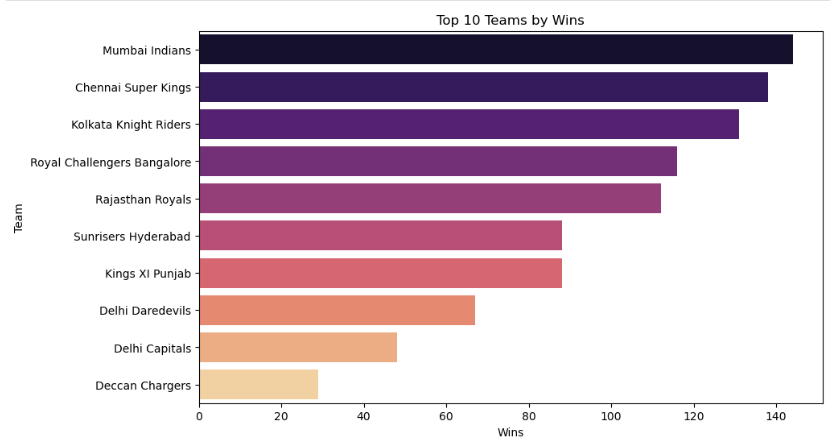 Top 10 Teams by Wins
Mumbai Indians
Chennai Super Kings
Kolkata Knight Riders
Royal Challengers Bangalore
Rajasthan Royals
Sunrisers Hyderabad
Kings XI Punjab
Delhi Daredevils
Delhi Capitals
Deccan Chargers
Team
0 20 40 60 80 100 120 140
Wins